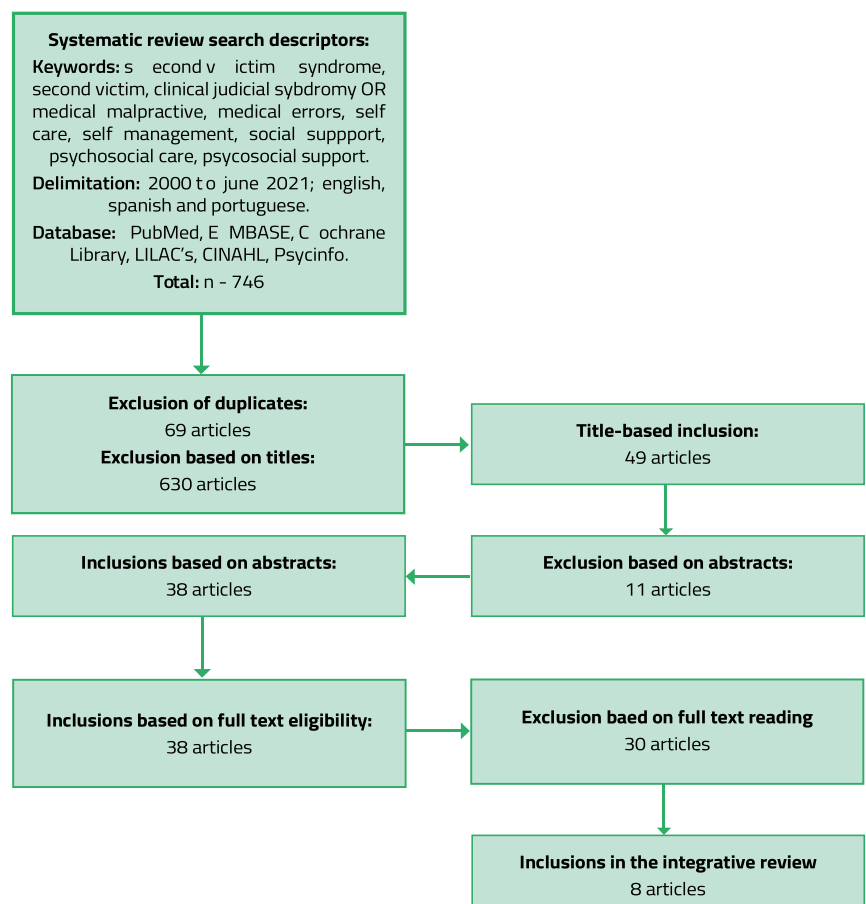 Systematic review search descriptors:
Keywords: s econd v ictim syndrome,
second victim, clinical judicial sybdromy OR
medical malpractive, medical errors, self
care, self management, social suppport,
psychosocial care, psycosocial support.
Delimitation: 2000 t o june 2021; english,
spanish and portuguese.
Database: PubMed, E MBASE, C ochrane
Library, LILAC's, CINAHL, Psycinfo.
Total: n - 746
Exclusion of duplicates:
69 articles
Exclusion based on titles:
630 articles
Title-based inclusion:
49 articles
Exclusion based on abstracts:
11 articles
Inclusions based on abstracts:
38 articles
Inclusions based on full text eligibility:
38 articles
Exclusion baed on full text reading
30 articles
Inclusions in the integrative review
8 articles